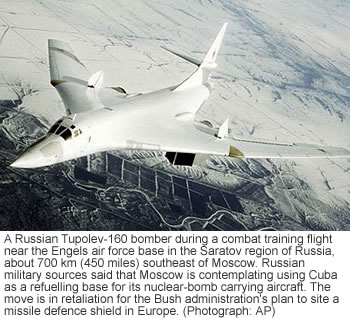 A Russian Tupolev-160 bomber during a combat training flight
near the Engels air force base in the Saratov region of Russia,
about 700 km (450 miles) southeast of Moscow. Russian
military sources said that Moscow is contemplating using Cuba
as a refuelling base for its nuclear-bomb carrying aircraft. The
move is in retaliation for the Bush administration's plan to site a
missile defence shield in Europe. (Photograph: AP)